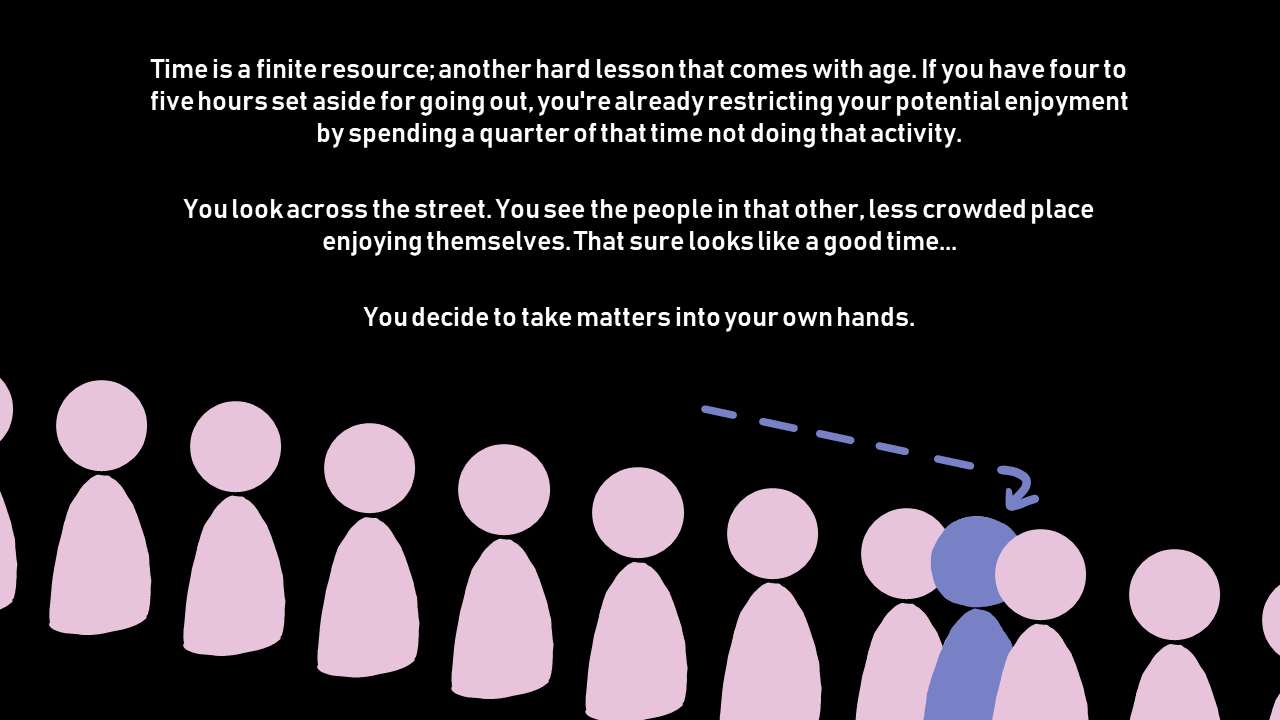 Time is a finite resource; another hard lesson that comes with age. If you have four to
five hours set aside for going out, you're already restricting your potential enjoyment
by spending a quarter of that time not doing that activity.
You look across the street. You see the people in that other, less crowded place
enjoying themselves. That sure looks like a good time...
You decide to take matters into your own hands.